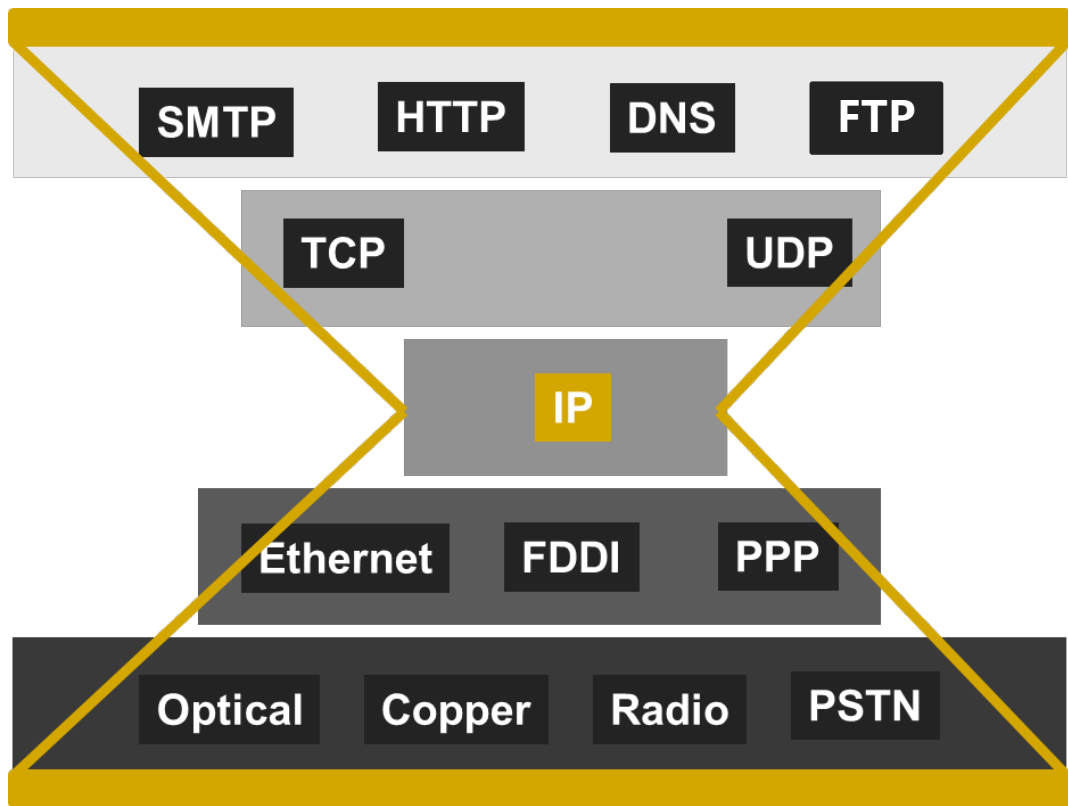 SMTP HTTP DNS FTP
TCP UDP
IP
Ethernet FDDI PPP
Optical Copper Radio PSTN